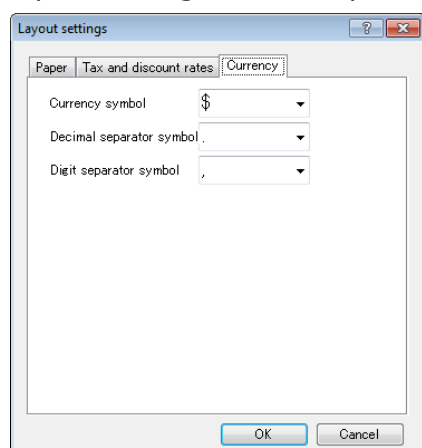 Layout settings
Paper Tax and discount rates Currency
Currency symbol $
Decimal separator symbol .
Digit separator symbol ,
OK Cancel